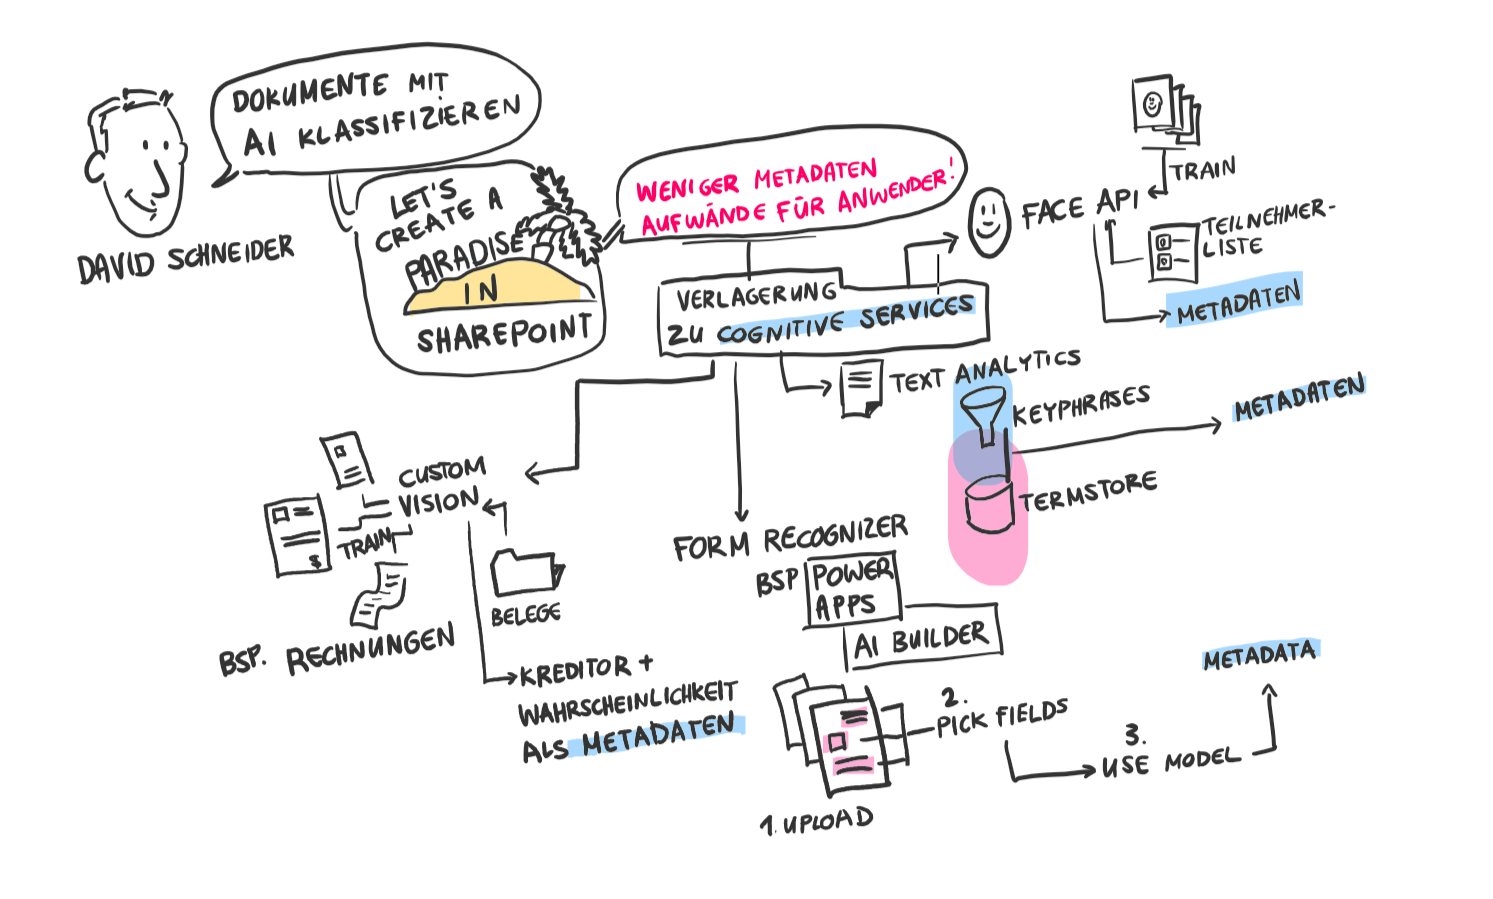 DOKUMENTE MIT
AI KLASSIFIZIEREN
DAVID SCHNEIDER
LET'S
CREATE A
PARADISE
IN
SHAREPOINT
WENIGER METADATEN
AUFWÄNDE FÜR ANWENDER!
VERLAGERUNG
ZU COGNITIVE SERVICES
FACE API
TRAIN
TEILNEHMER-
LISTE
METADATEN
TEXT ANALYTICS
KEYPHRASES
METADATEN
TERMSTORE
CUSTOM
VISION
TRAIN
$
BSP. RECHNUNGEN
BELEGE
KREDITOR +
WAHRSCHEINLICHKEIT
ALS METADATEN
FORM RECOGNIZER
BSP POWER
APPS
AI BUILDER
1. UPLOAD
2.
PICK FIELDS
3.
USE MODEL
METADATA